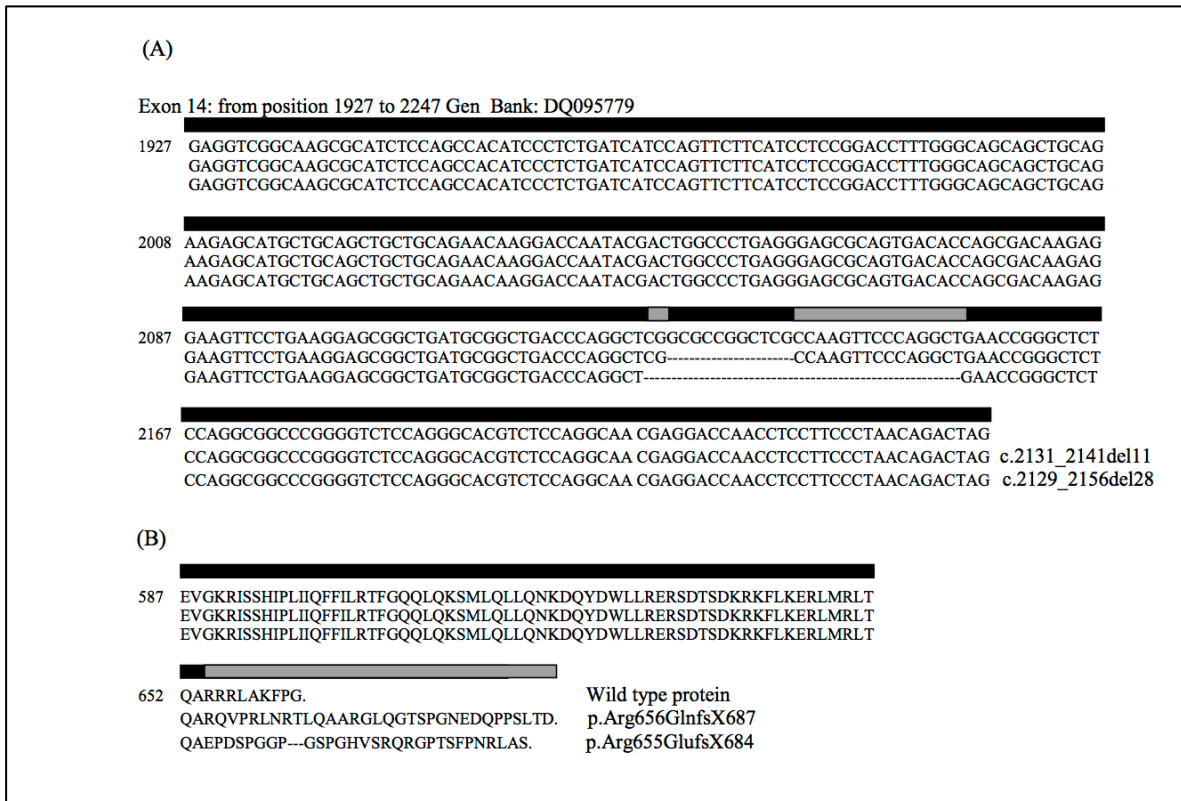 (A)
Exon 14: from position 1927 to 2247 Gen Bank: DQ095779
1927 GAGGTCGGCAAGCGCATCTCCAGCCACATCCCTCTGATCATCCAGTTCTTCATCCTCCGGACCTTTGGGCAGCAGCTGCAG
GAGGTCGGCAAGCGCATCTCCAGCCACATCCCTCTGATCATCCAGTTCTTCATCCTCCGGACCTTTGGGCAGCAGCTGCAG
GAGGTCGGCAAGCGCATCTCCAGCCACATCCCTCTGATCATCCAGTTCTTCATCCTCCGGACCTTTGGGCAGCAGCTGCAG
2008 AAGAGCATGCTGCAGCTGCTGCAGAACAAGGACCAATACGACTGGCCCTGAGGGAGCGCAGTGACACCAGCGACAAGAG
AAGAGCATGCTGCAGCTGCTGCAGAACAAGGACCAATACGACTGGCCCTGAGGGAGCGCAGTGACACCAGCGACAAGAG
AAGAGCATGCTGCAGCTGCTGCAGAACAAGGACCAATACGACTGGCCCTGAGGGAGCGCAGTGACACCAGCGACAAGAG
2087 GAAGTTCCTGAAGGAGCGGCTGATGCGGCTGACCCAGGCTCGGCGCCGGCTCGCCAAGTTCCCAGGCTGAACCGGGCTCT
GAAGTTCCTGAAGGAGCGGCTGATGCGGCTGACCCAGGCTCG-----------------------CCAAGTTCCCAGGCTGAACCGGGCTCT
GAAGTTCCTGAAGGAGCGGCTGATGCGGCTGACCCAGGCT---------------------------------------------------------GAACCGGGCTCT
2167 CCAGGCGGCCCGGGGTCTCCAGGGCACGTCTCCAGGCAA CGAGGACCAACCTCCTTCCCTAACAGACTAG
CCAGGCGGCCCGGGGTCTCCAGGGCACGTCTCCAGGCAA CGAGGACCAACCTCCTTCCCTAACAGACTAG c.2131_2141del11
CCAGGCGGCCCGGGGTCTCCAGGGCACGTCTCCAGGCAA CGAGGACCAACCTCCTTCCCTAACAGACTAG c.2129_2156del28
(B)
587 EVGKRISSHIPLIIQFFILRTFGQQLQKSMLQLLQNKDQYDWLLRERSDTSDKRKFLKERLMRLT
EVGKRISSHIPLIIQFFILRTFGQQLQKSMLQLLQNKDQYDWLLRERSDTSDKRKFLKERLMRLT
EVGKRISSHIPLIIQFFILRTFGQQLQKSMLQLLQNKDQYDWLLRERSDTSDKRKFLKERLMRLT
652 QARRRLAKFPG. Wild type protein
QARQVPRLNRTLQAARGLQGTSPGNEDQPPSLTD. p.Arg656GlnfsX687
QAEPDSPGGP---GSPGHVSRQRGPTSFPNRLAS. p.Arg655GlufsX684